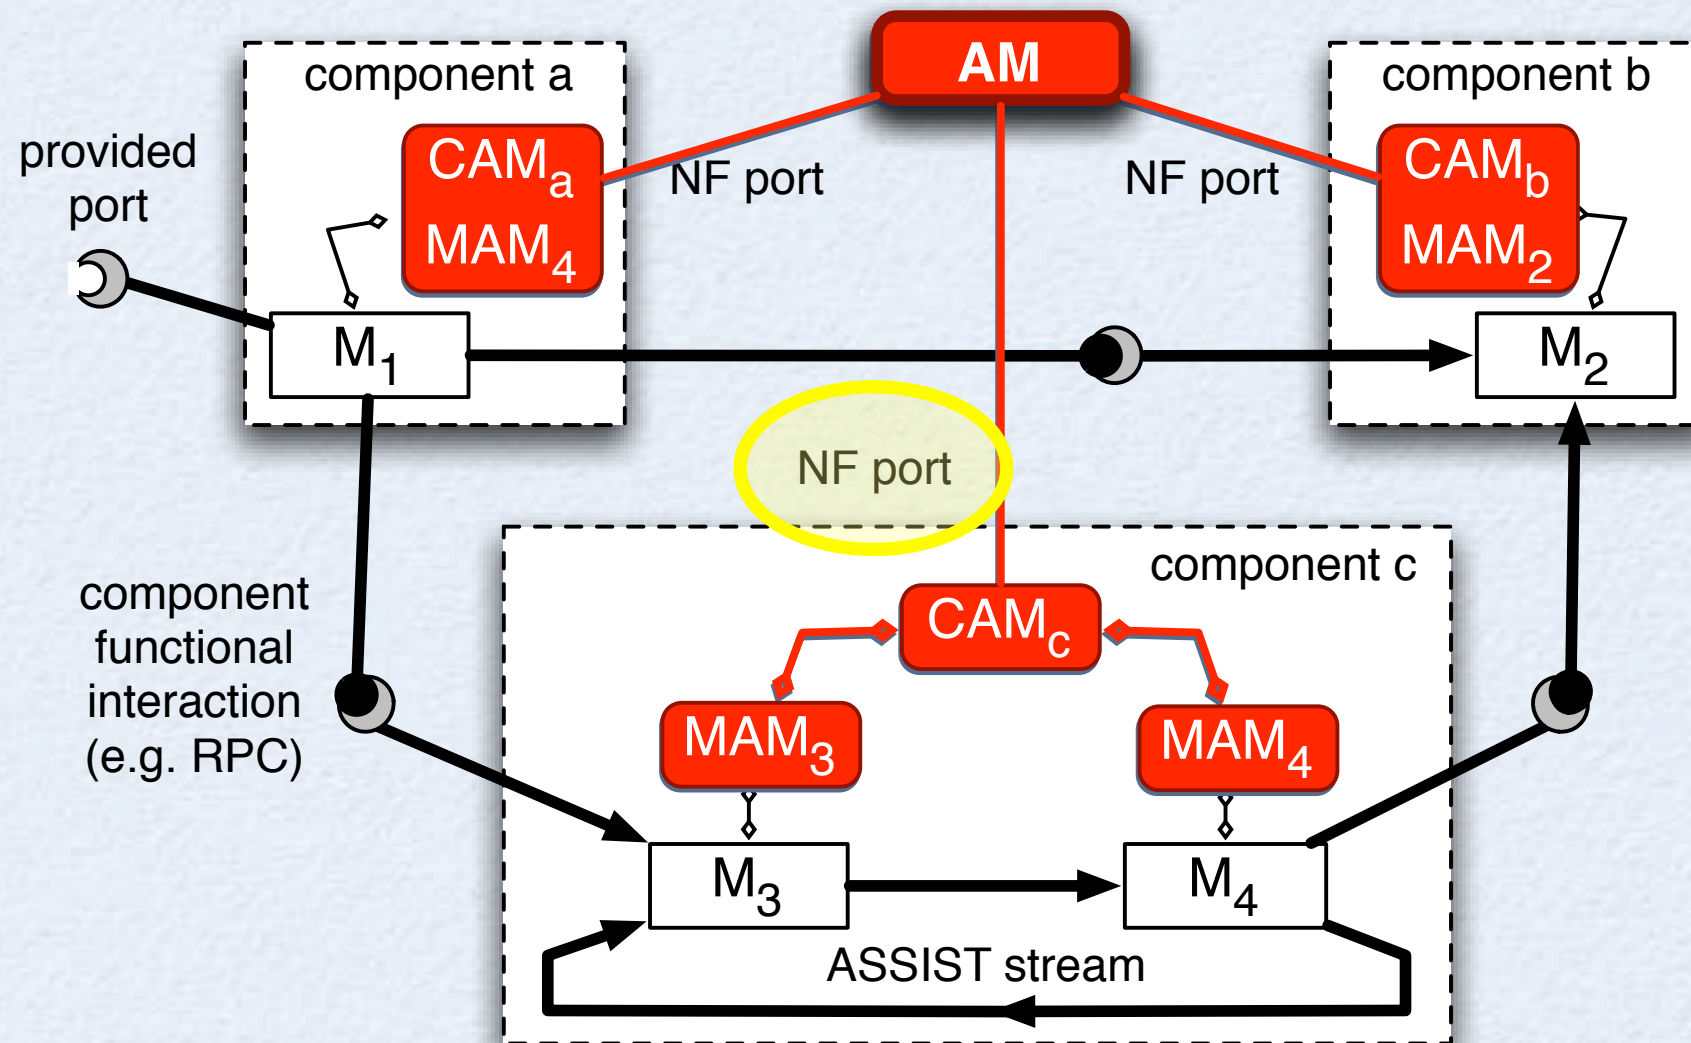 AM
component a
component b
provided
port
CAMa
MAM4
NF port
NF port
CAMb
MAM2
M1
M2
NF port
component c
component
functional
interaction
(e.g. RPC)
CAMc
MAM3
MAM4
M3
M4
ASSIST stream